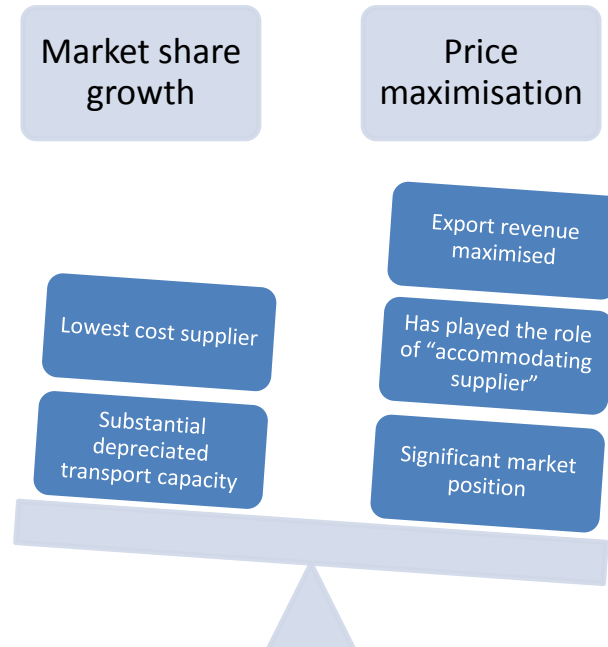 Market share
growth
Price
maximisation
Lowest cost supplier
Substantial
depreciated
transport capacity
Export revenue
maximised
Has played the role
of “accommodating
supplier”
Significant market
position